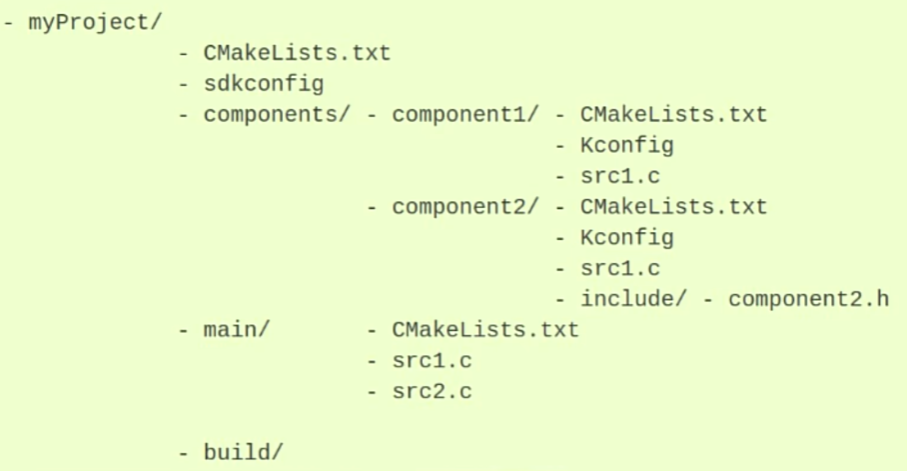 - myProject/
- CMakeLists.txt
- sdkconfig
- components/ - component1/ - CMakeLists.txt
- Kconfig
- src1.c
- component2/ - CMakeLists.txt
- Kconfig
- src1.c
- include/ - component2.h
- main/ - CMakeLists.txt
- src1.c
- src2.c
- build/